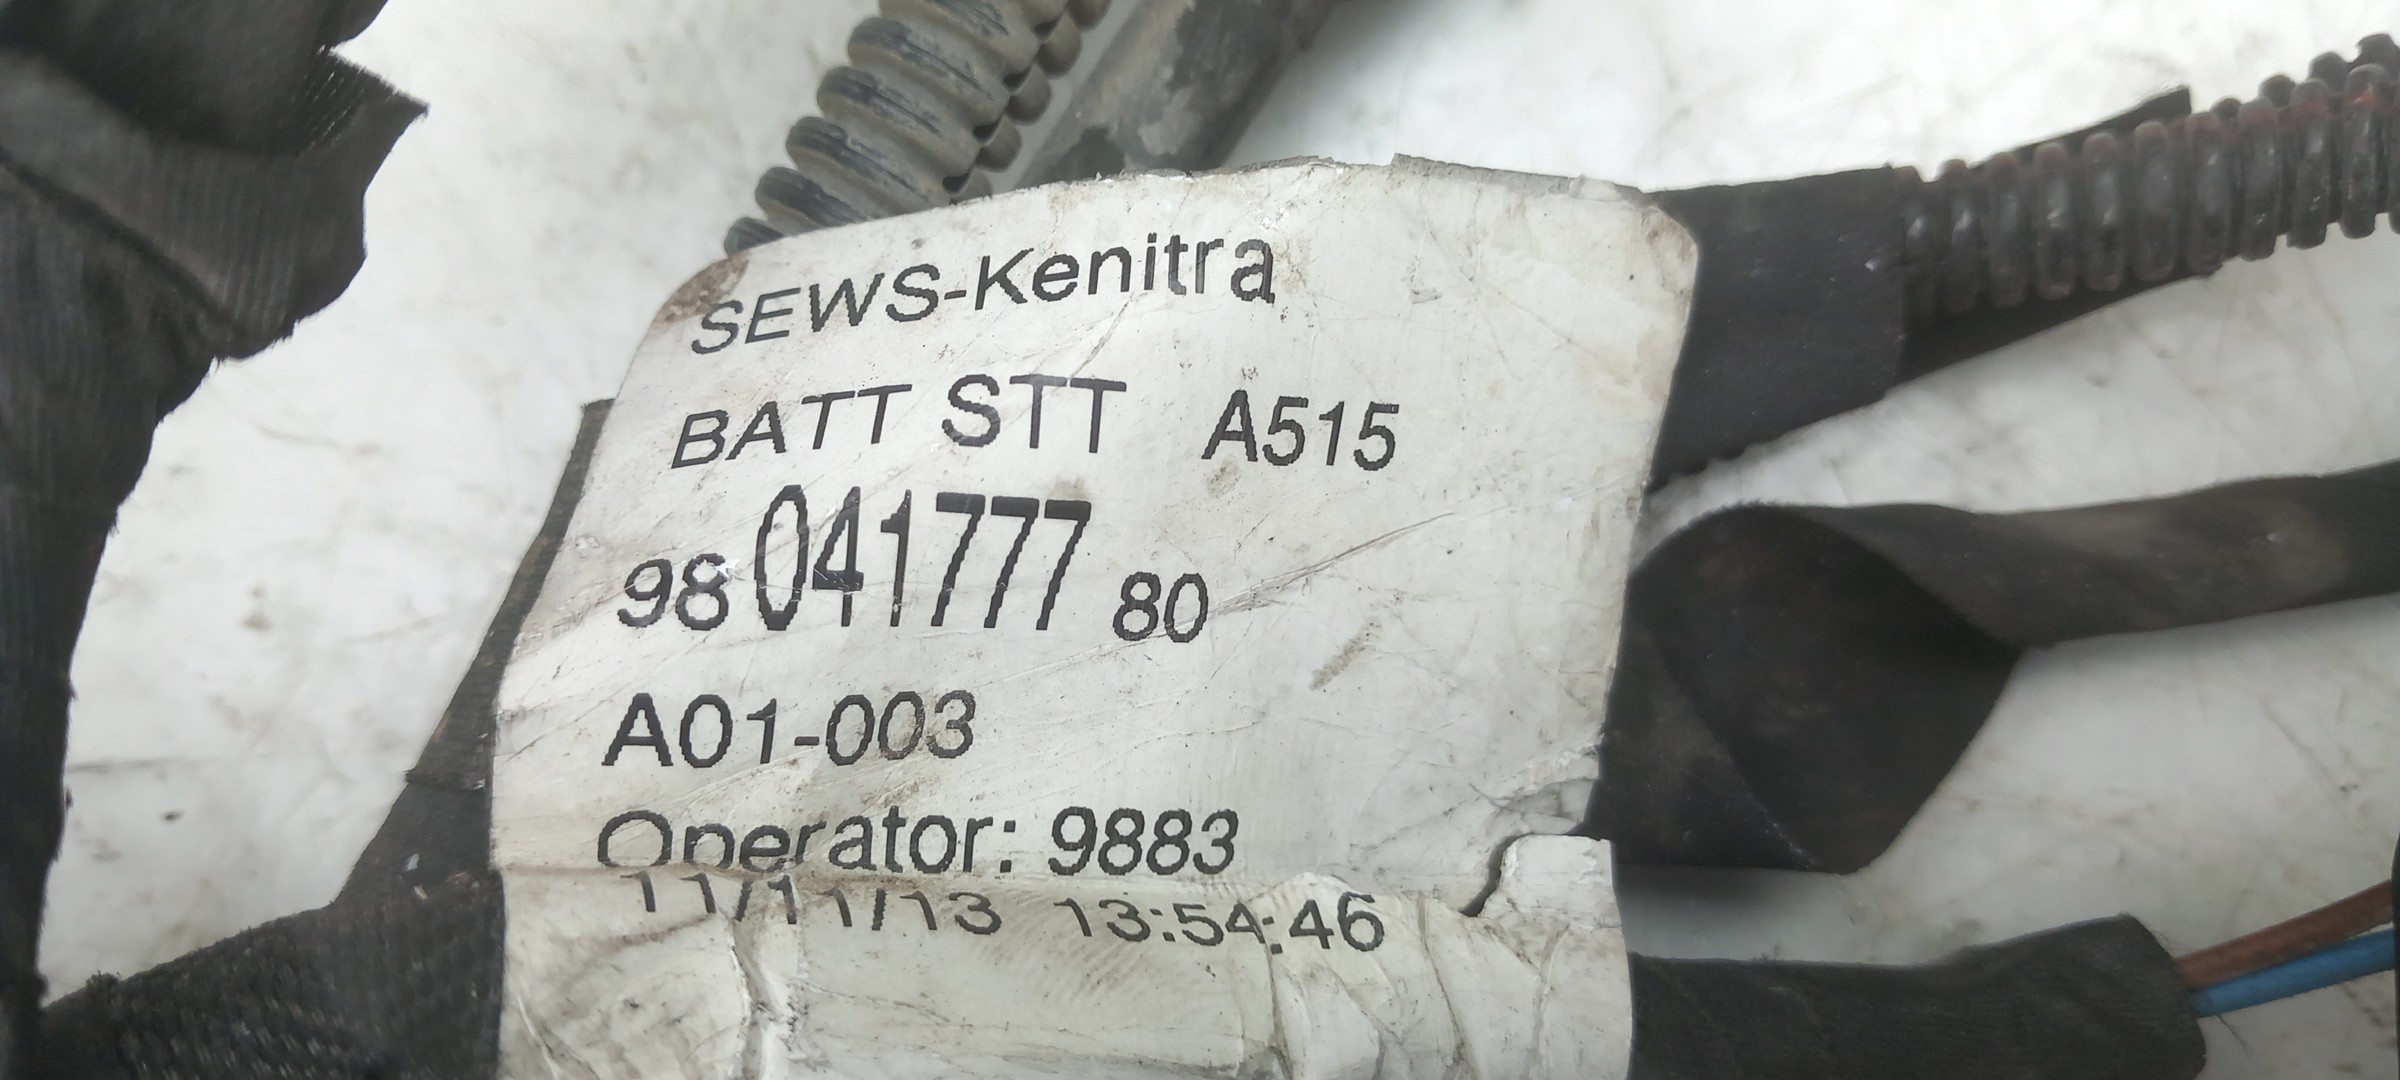 SEWS-Kenitra
BATT STT A515
98 041777 80
A01-003
Operator: 9883
11/11/13 13:54:46